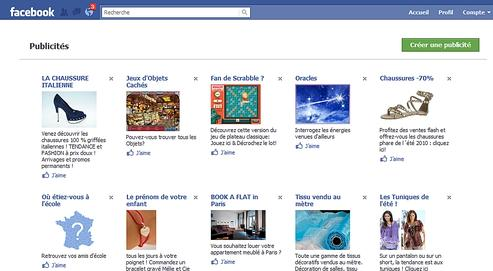 facebook
3
Recherche
Accueil Profil Compte
Publicités
Créer une publicité
LA CHAUSSURE ITALIENNE
Venez découvrir les
chaussures 100 % griffées
italiennes ! TENDANCE et
FASHION à prix doux !
Arrivages et promos
permanents !
J'aime
Jeux d'Objets Cachés
Pouvez-vous trouver tous les
Objets?
J'aime
Fan de Scrabble ?
Découvrez cette version du
jeu de plateau classique:
Jouez ici & Décrochez le lot!
J'aime
Oracles
Interrogez les énergies
venues d'ailleurs
J'aime
Chaussures -70%
Profitez des ventes flash et
offrez-vous les chaussures
phare de l 'été 2010 : cliquez
ici !
J'aime
Où étiez-vous à
l'école
Retrouvez vos amis d'école
J'aime
Le prénom de votre
enfant
tous les jours à votre
poignet ! Commandez un
bracelet gravé Mélie et Cie
BOOK A FLAT in
Paris
Vous souhaitez louer votre
appartement meublé à Paris ?
J'aime
Tissu vendu au
mètre
Toute une gamme de tissus
décoratifs vendus au mètre.
Décoration de salles, tissu
Les Tuniques de
l'été !
Sur un pantalon ou sur un
short, la tendance est aux
tuniques ! Cliquez ici